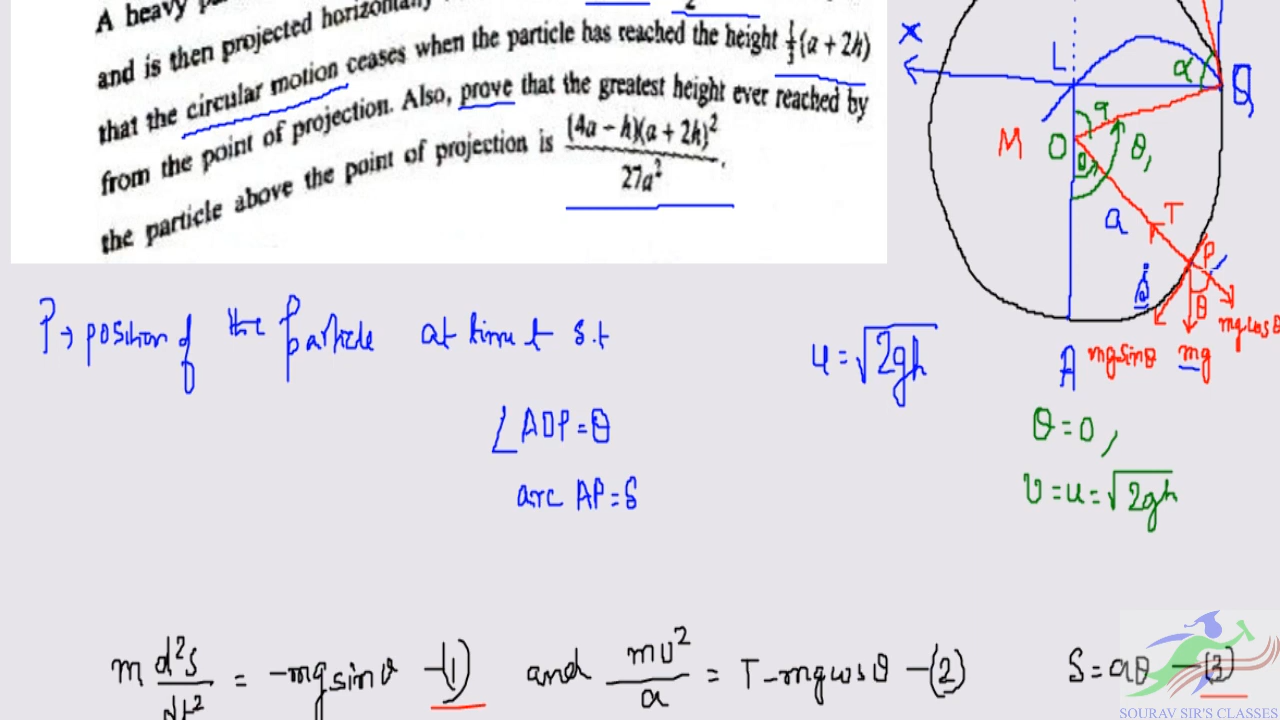 A heavy
and is then projected horizontally 2
that the circular motion ceases when the particle has reached the height 1/3(a + 2h)
from the point of projection. Also, prove that the greatest height ever reached by
the particle above the point of projection is (4a − h)(a + 2h)²/27a².
X L α Q
M O θ θ₁
a T P
θ
A mg sinθ mg mg cosθ
P → position of the Particle at time t s.t
u = √2gh
∠AOP = θ
θ = 0,
arc AP = s
v = u = √2gh
m d²s/dt² = -mg sinθ —(1) and mv²/a = T - mg cosθ —(2) S = aθ —(3)
SOURAV SIR'S CLASSES